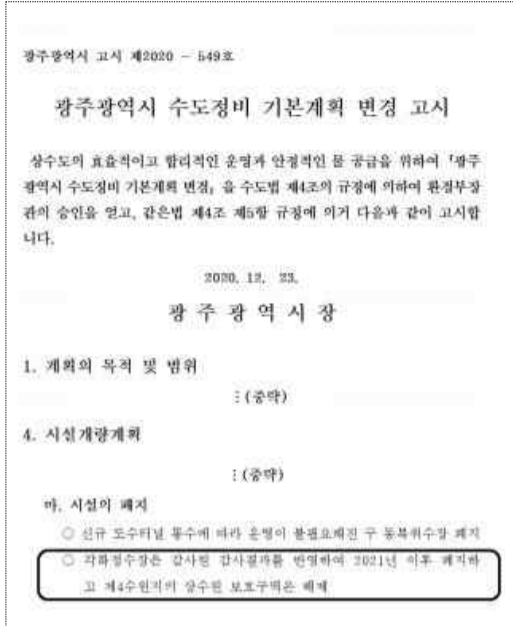 광주광역시 고시 제2020 - 549호
광주광역시 수도정비 기본계획 변경 고시
상수도의 효율적이고 합리적인 운영과 안정적인 물 공급을 위하여 「광주
광역시 수도정비 기본계획 변경」을 수도법 제4조의 규정에 의하여 환경부장
관의 승인을 얻고, 같은법 제4조 제5항 규정에 의거 다음과 같이 고시합
니다.
2020. 12. 23.
광 주 광 역 시 장
1. 계획의 목적 및 범위
⋮(중략)
4. 시설개량계획
⋮(중략)
마. 시설의 폐지
○ 신규 도수터널 통수에 따라 운영이 불필요해진 구 동복취수장 폐지
○ 각화정수장은 감사원 감사결과를 반영하여 2021년 이후 폐지하
고 제4수원지의 상수원 보호구역은 해제